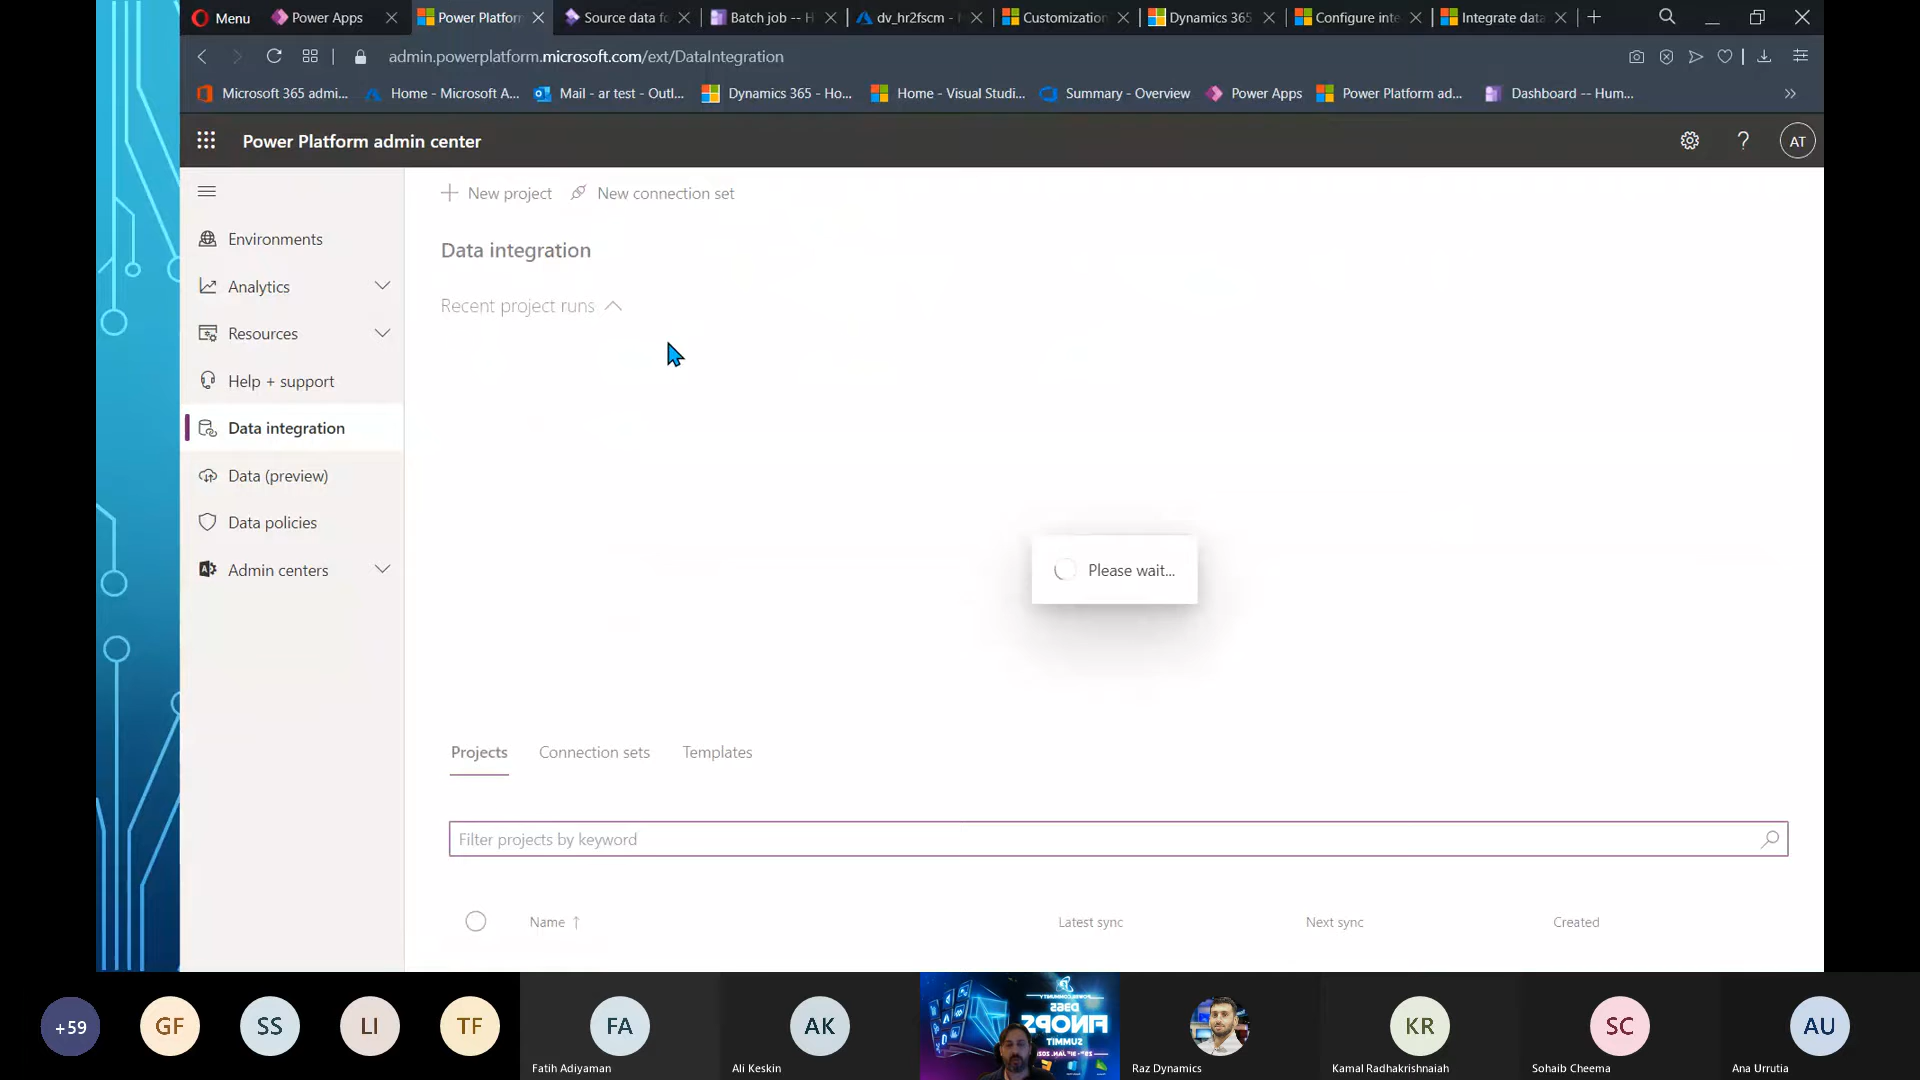 Menu
Power Apps
Power Platfor
Source data fo
Batch job -- H
dv_hr2fscm -
Customization
Dynamics 365
Configure inte
Integrate data
admin.powerplatform.microsoft.com/ext/DataIntegration
Microsoft 365 admi...
Home - Microsoft A...
Mail - ar test - Outl...
Dynamics 365 - Ho...
Home - Visual Studi...
Summary - Overview
Power Apps
Power Platform ad...
Dashboard -- Hum...
Power Platform admin center
?
AT
New project
New connection set
Environments
Analytics
Resources
Help + support
Data integration
Data (preview)
Data policies
Admin centers
Data integration
Recent project runs
Please wait...
Projects
Connection sets
Templates
Filter projects by keyword
Name ↑
Latest sync
Next sync
Created
+59
GF
SS
LI
TF
FA
Fatih Adiyaman
AK
Ali Keskin
D365
FINOPS
SUMMIT
Raz Dynamics
KR
Kamal Radhakrishnaiah
SC
Sohaib Cheema
AU
Ana Urrutia